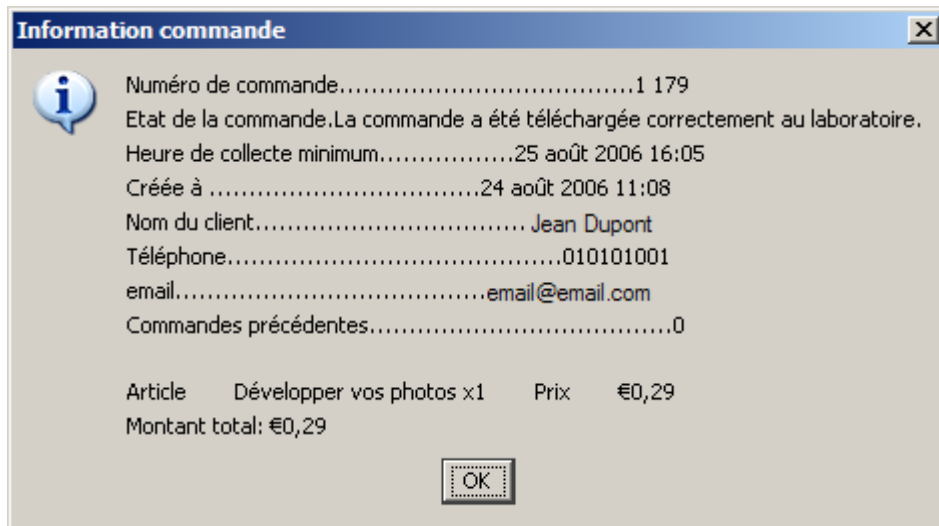 Information commande
Numéro de commande.....................................1 179
Etat de la commande.La commande a été téléchargée correctement au laboratoire.
Heure de collecte minimum.................25 août 2006 16:05
Créée à ..................................24 août 2006 11:08
Nom du client.................................. Jean Dupont
Téléphone..........................................010101001
email.......................................email@email.com
Commandes précédentes......................................0
Article Développer vos photos x1 Prix €0,29
Montant total: €0,29
OK